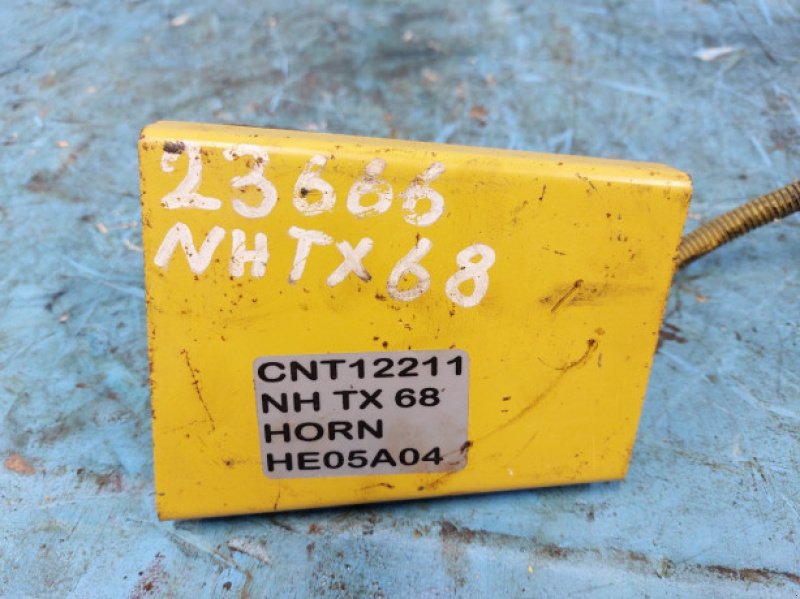 23666
NHTX68
CNT12211
NH TX 68
HORN
HE05A04